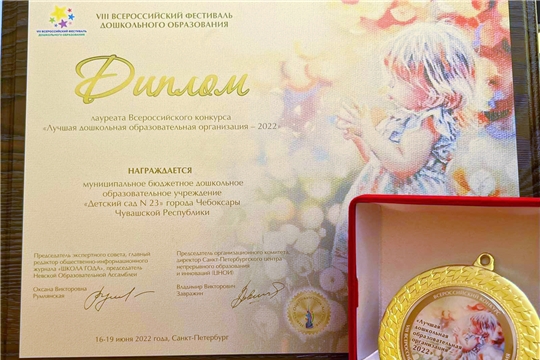 VIII ВСЕРОССИЙСКИЙ ФЕСТИВАЛЬ
ДОШКОЛЬНОГО ОБРАЗОВАНИЯ
ДОШКОЛЬНОГО ОБРАЗОВАНИЯ
Диплом
лауреата Всероссийского конкурса
«Лучшая дошкольная образовательная организация – 2022»
НАГРАЖДАЕТСЯ
муниципальное бюджетное дошкольное
образовательное учреждение
«Детский сад N 23» города Чебоксары
Чувашской Республики
Председатель экспертного совета, главный
редактор общественно-информационного
журнала «ШКОЛА ГОДА», председатель
Невской Образовательной Ассамблеи
Оксана Викторовна
Румлянская
Председатель организационного комитета,
директор Санкт-Петербургского центра
непрерывного образования
и инноваций (ЦНОИ)
Владимир Викторович
Завражин
16-19 июня 2022 года, Санкт-Петербург
«Лучшая
дошкольная
образовательная
организация
2022»